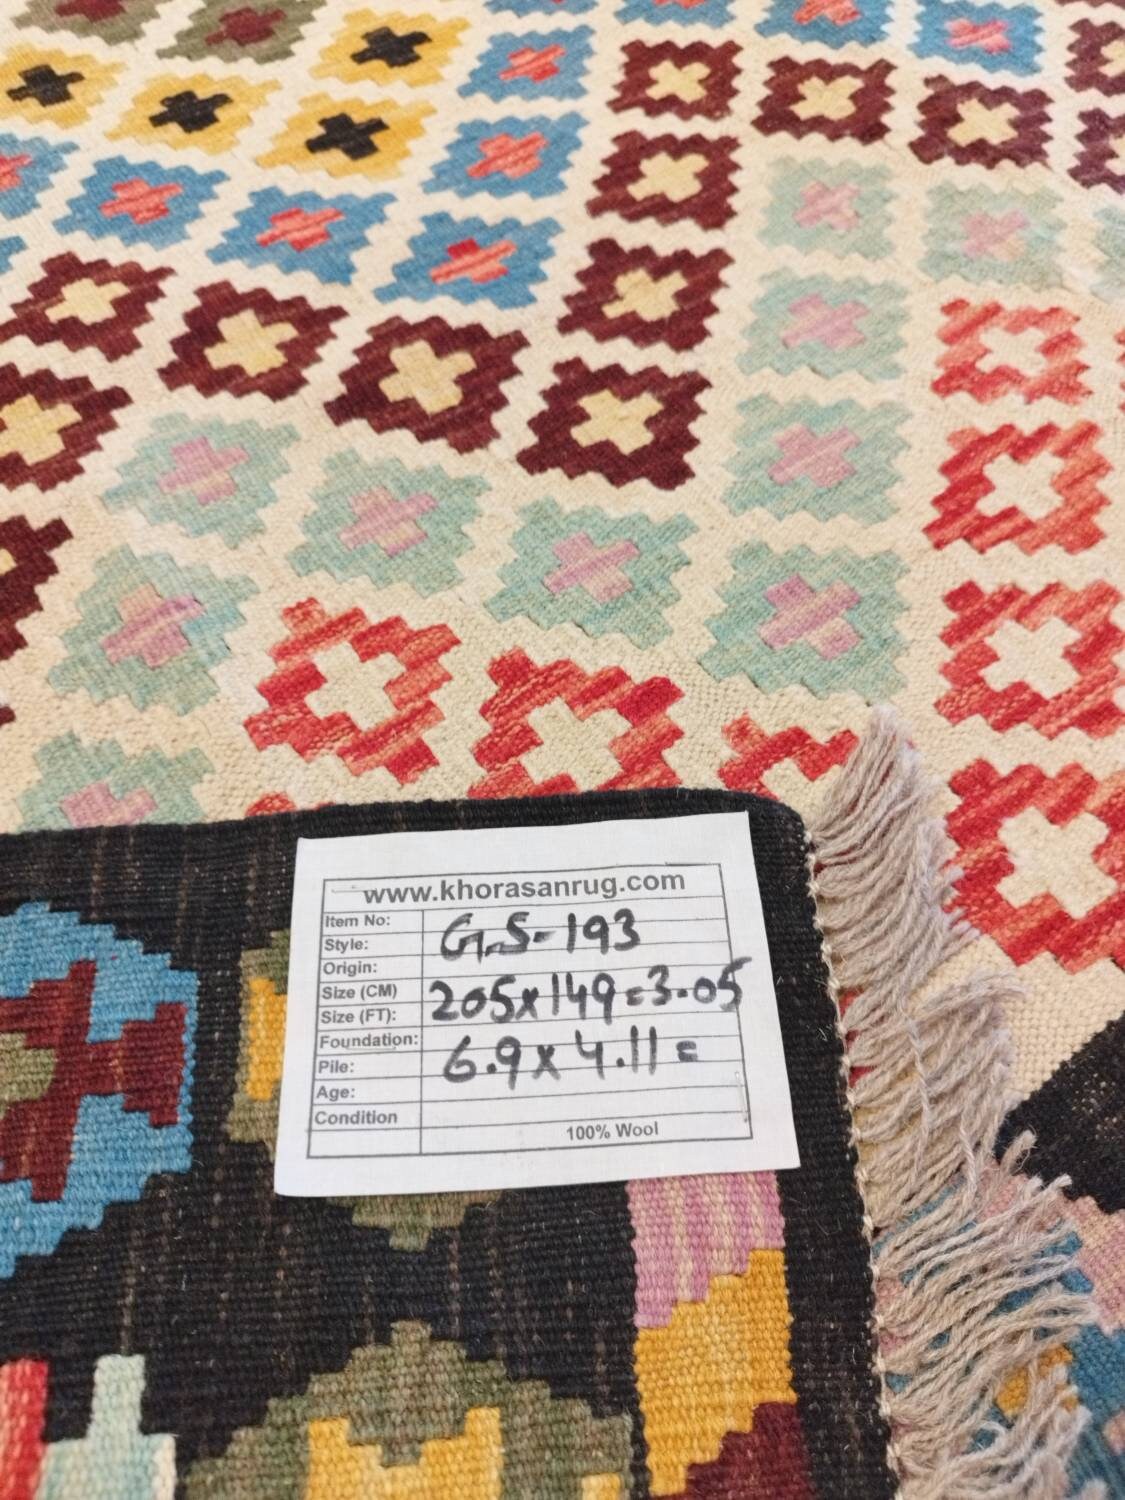 www.khorasanrug.com
Item No:
Style: G.S-193
Origin:
Size (CM) 205x149=3.05
Size (FT):
Foundation: 6.9x4.11=
Pile:
Age:
Condition
100% Wool